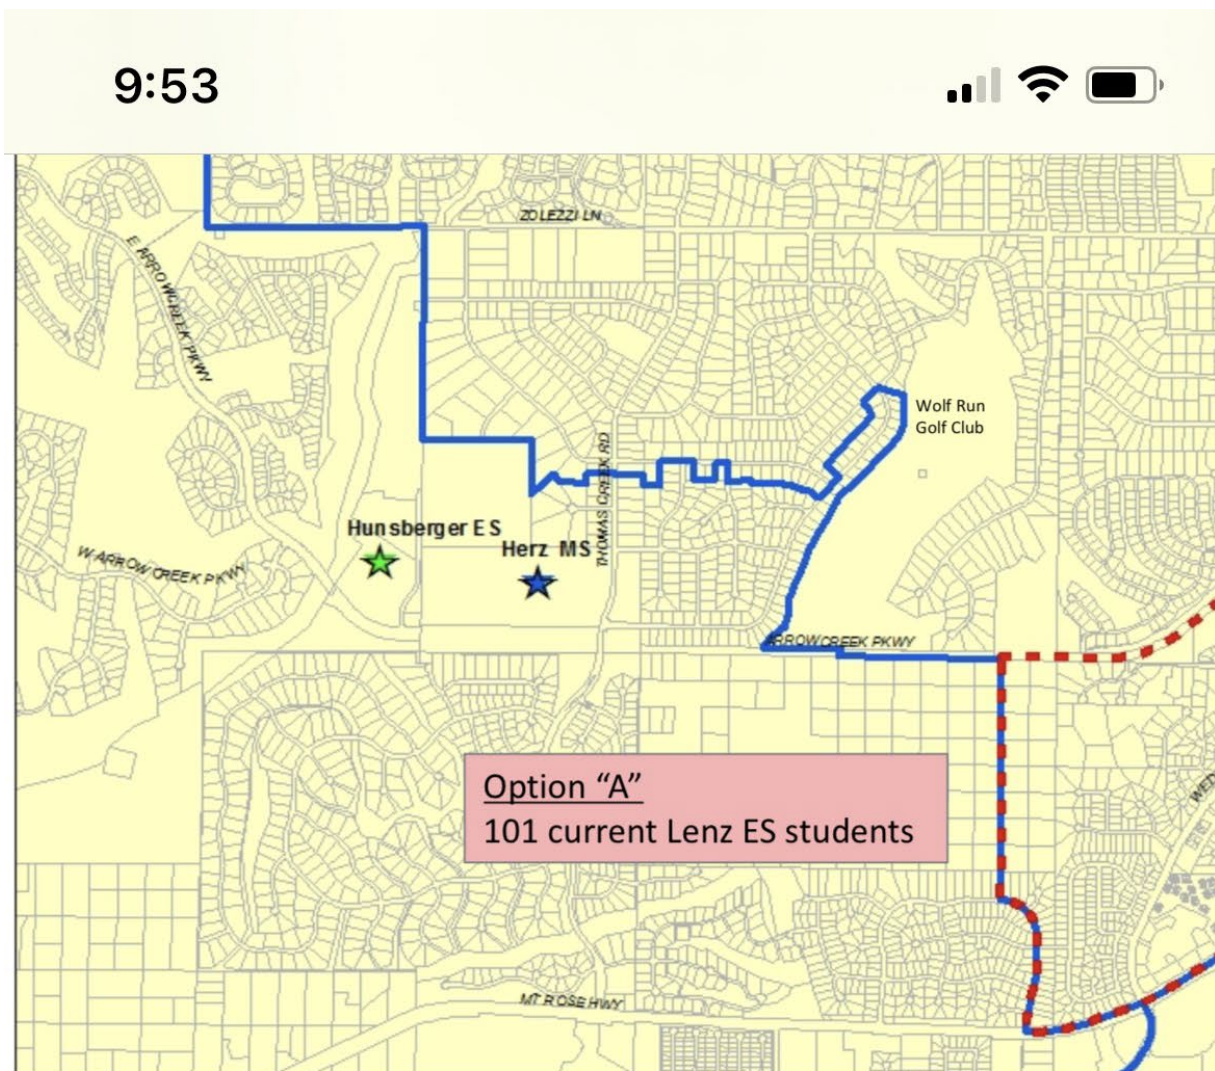 9:53
ZOLEZZI LN
E ARROWCREEK PKWY
Wolf Run
Golf Club
THOMAS CREEK RD
Hunsberger ES
Herz MS
W ARROWCREEK PKWY
ARROWCREEK PKWY
Option “A”
101 current Lenz ES students
WED
MT ROSE HWY